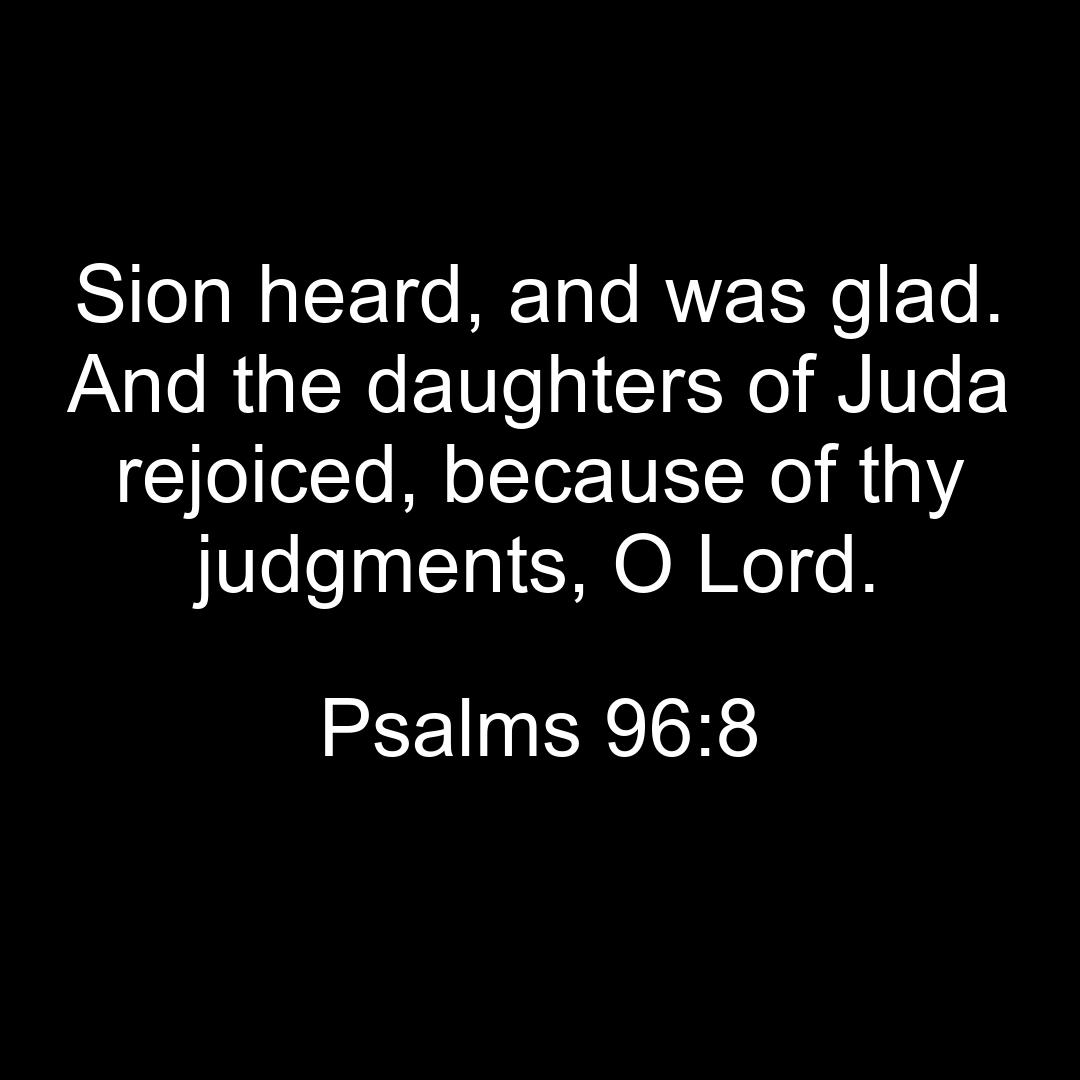 Sion heard, and was glad.
And the daughters of Juda
rejoiced, because of thy
judgments, O Lord.
Psalms 96:8